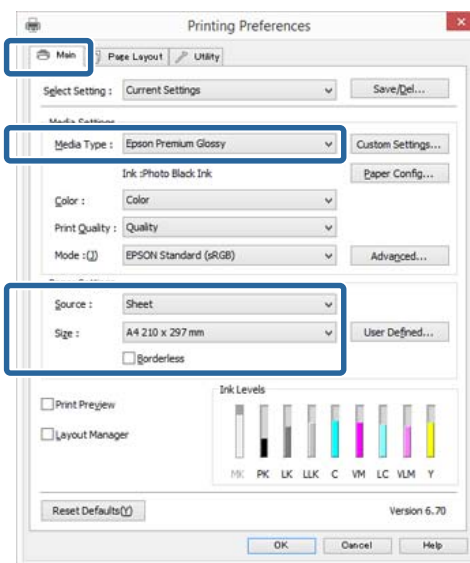 Printing Preferences
Main Page Layout Utility
Select Setting : Current Settings Save/Del...
Media Settings
Media Type : Epson Premium Glossy Custom Settings...
Ink :Photo Black Ink Paper Config...
Color : Color
Print Quality : Quality
Mode :(J) EPSON Standard (sRGB) Advanced...
Source : Sheet
Size : A4 210 x 297 mm User Defined...
Borderless
Ink Levels
Print Preview
Layout Manager
MK PK LK LLK C VM LC VLM Y
Reset Defaults(Y) Version 6.70
OK Cancel Help